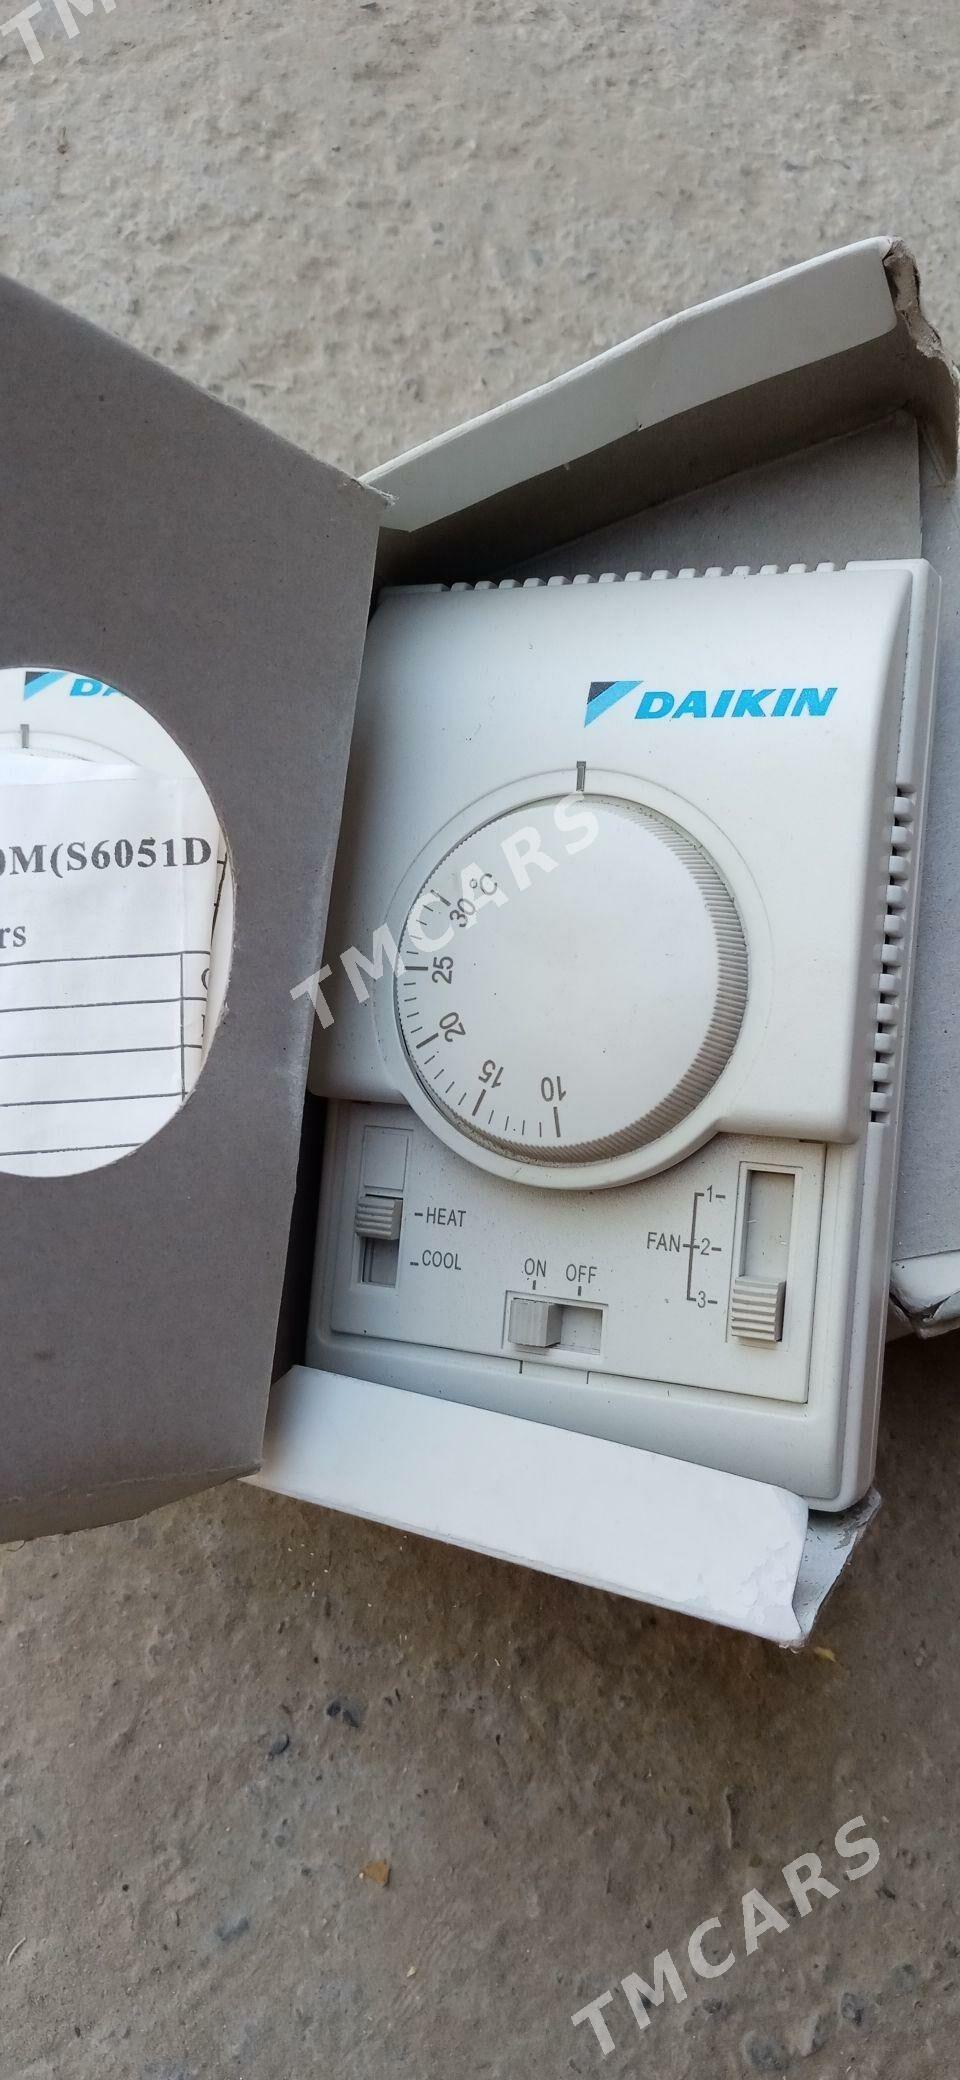 TMCARS
DAIKIN
0M(S6051D
rs
30 °C
25
20
15
10
HEAT
COOL
ON OFF
FAN
1
2
3
TMCARS
TMCARS